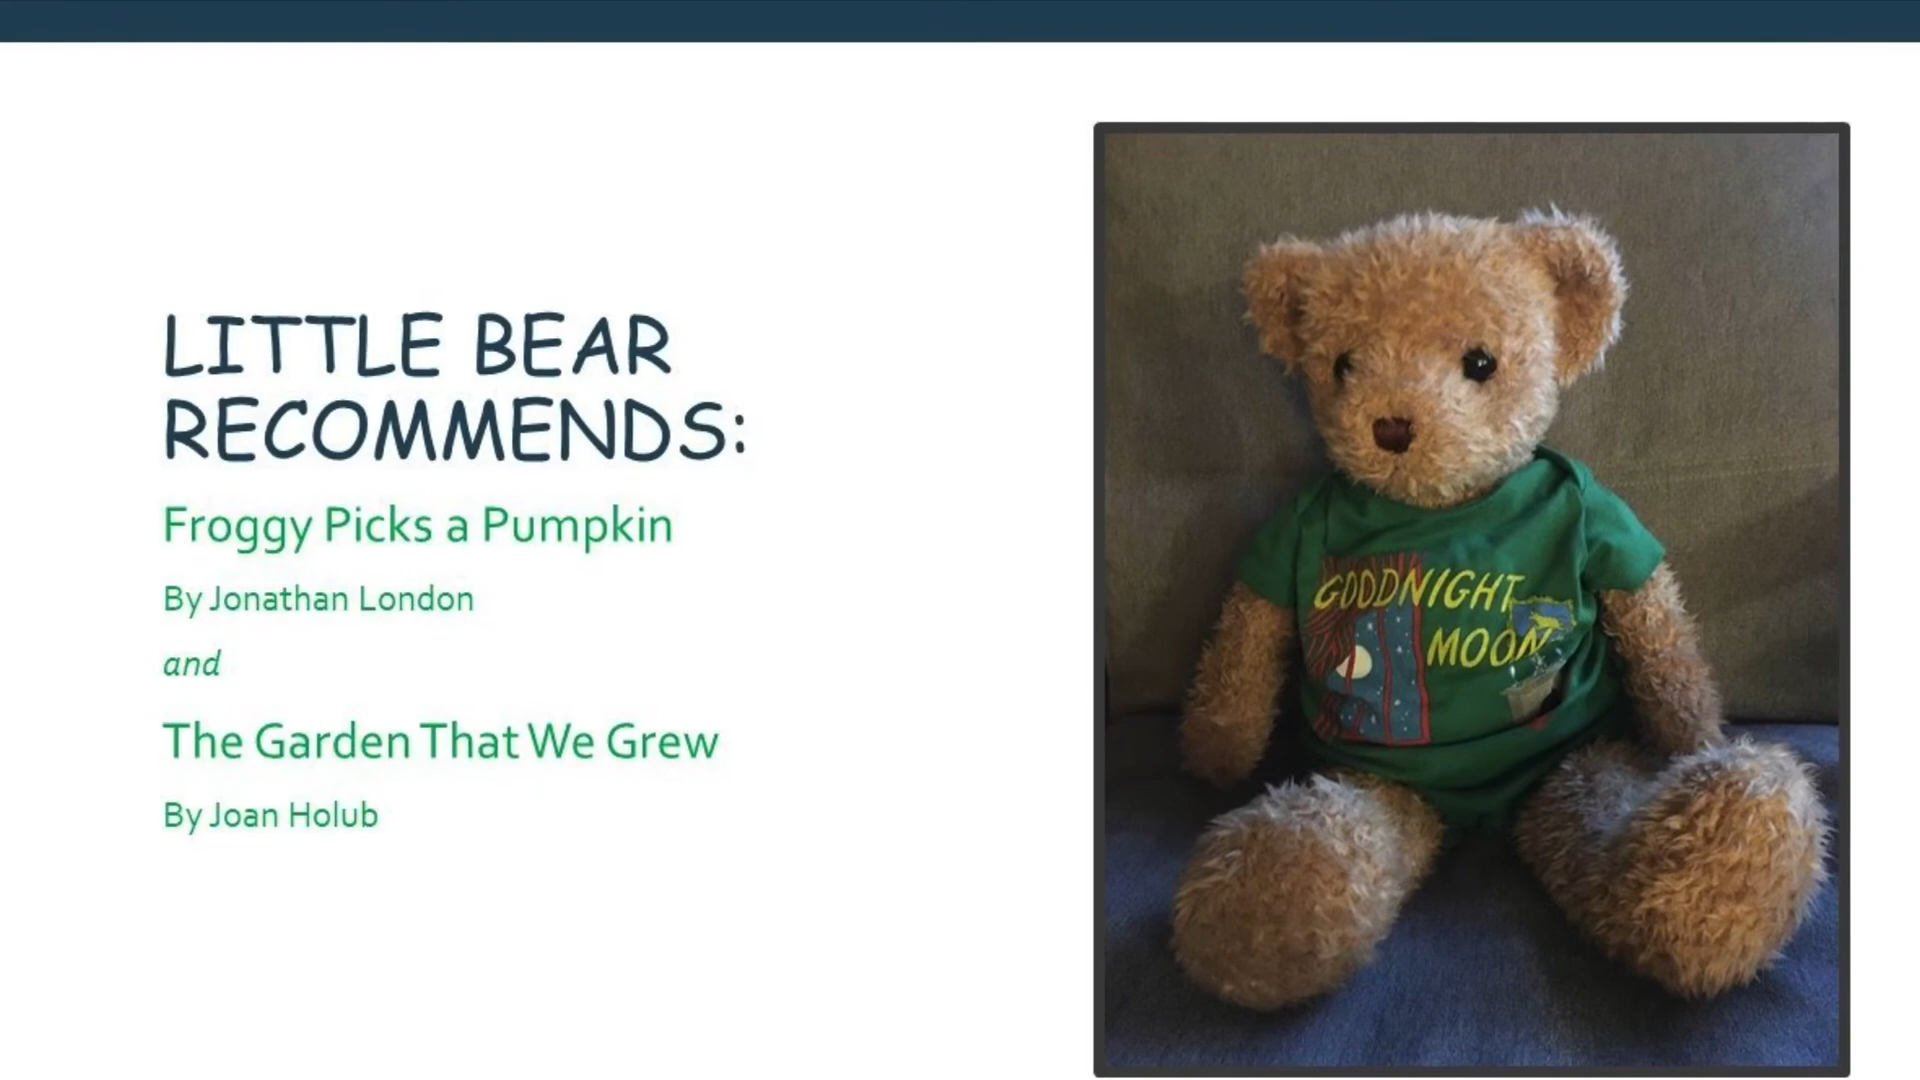 LITTLE BEAR
RECOMMENDS:
Froggy Picks a Pumpkin
By Jonathan London
and
The Garden That We Grew
By Joan Holub
GOODNIGHT
MOON